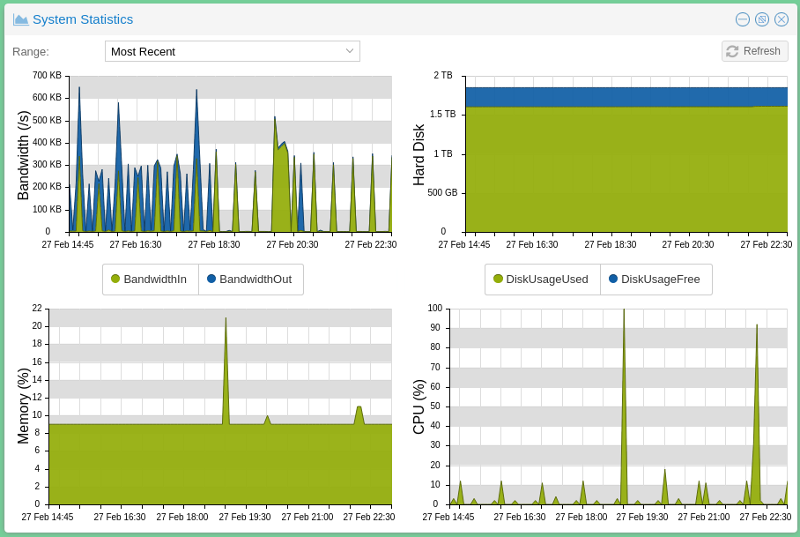 System Statistics
Range: Most Recent Refresh
Bandwidth (/s)
700 KB
600 KB
500 KB
400 KB
300 KB
200 KB
100 KB
0
27 Feb 14:45 27 Feb 16:30 27 Feb 18:30 27 Feb 20:30 27 Feb 22:30
BandwidthIn BandwidthOut
Hard Disk
2 TB
1.5 TB
1 TB
500 GB
0
27 Feb 14:45 27 Feb 16:30 27 Feb 18:30 27 Feb 20:30 27 Feb 22:30
DiskUsageUsed DiskUsageFree
Memory (%)
22
20
18
16
14
12
10
8
6
4
2
0
27 Feb 14:45 27 Feb 16:30 27 Feb 18:00 27 Feb 19:30 27 Feb 21:00 27 Feb 22:30
CPU (%)
100
90
80
70
60
50
40
30
20
10
0
27 Feb 14:45 27 Feb 16:30 27 Feb 18:00 27 Feb 19:30 27 Feb 21:00 27 Feb 22:30